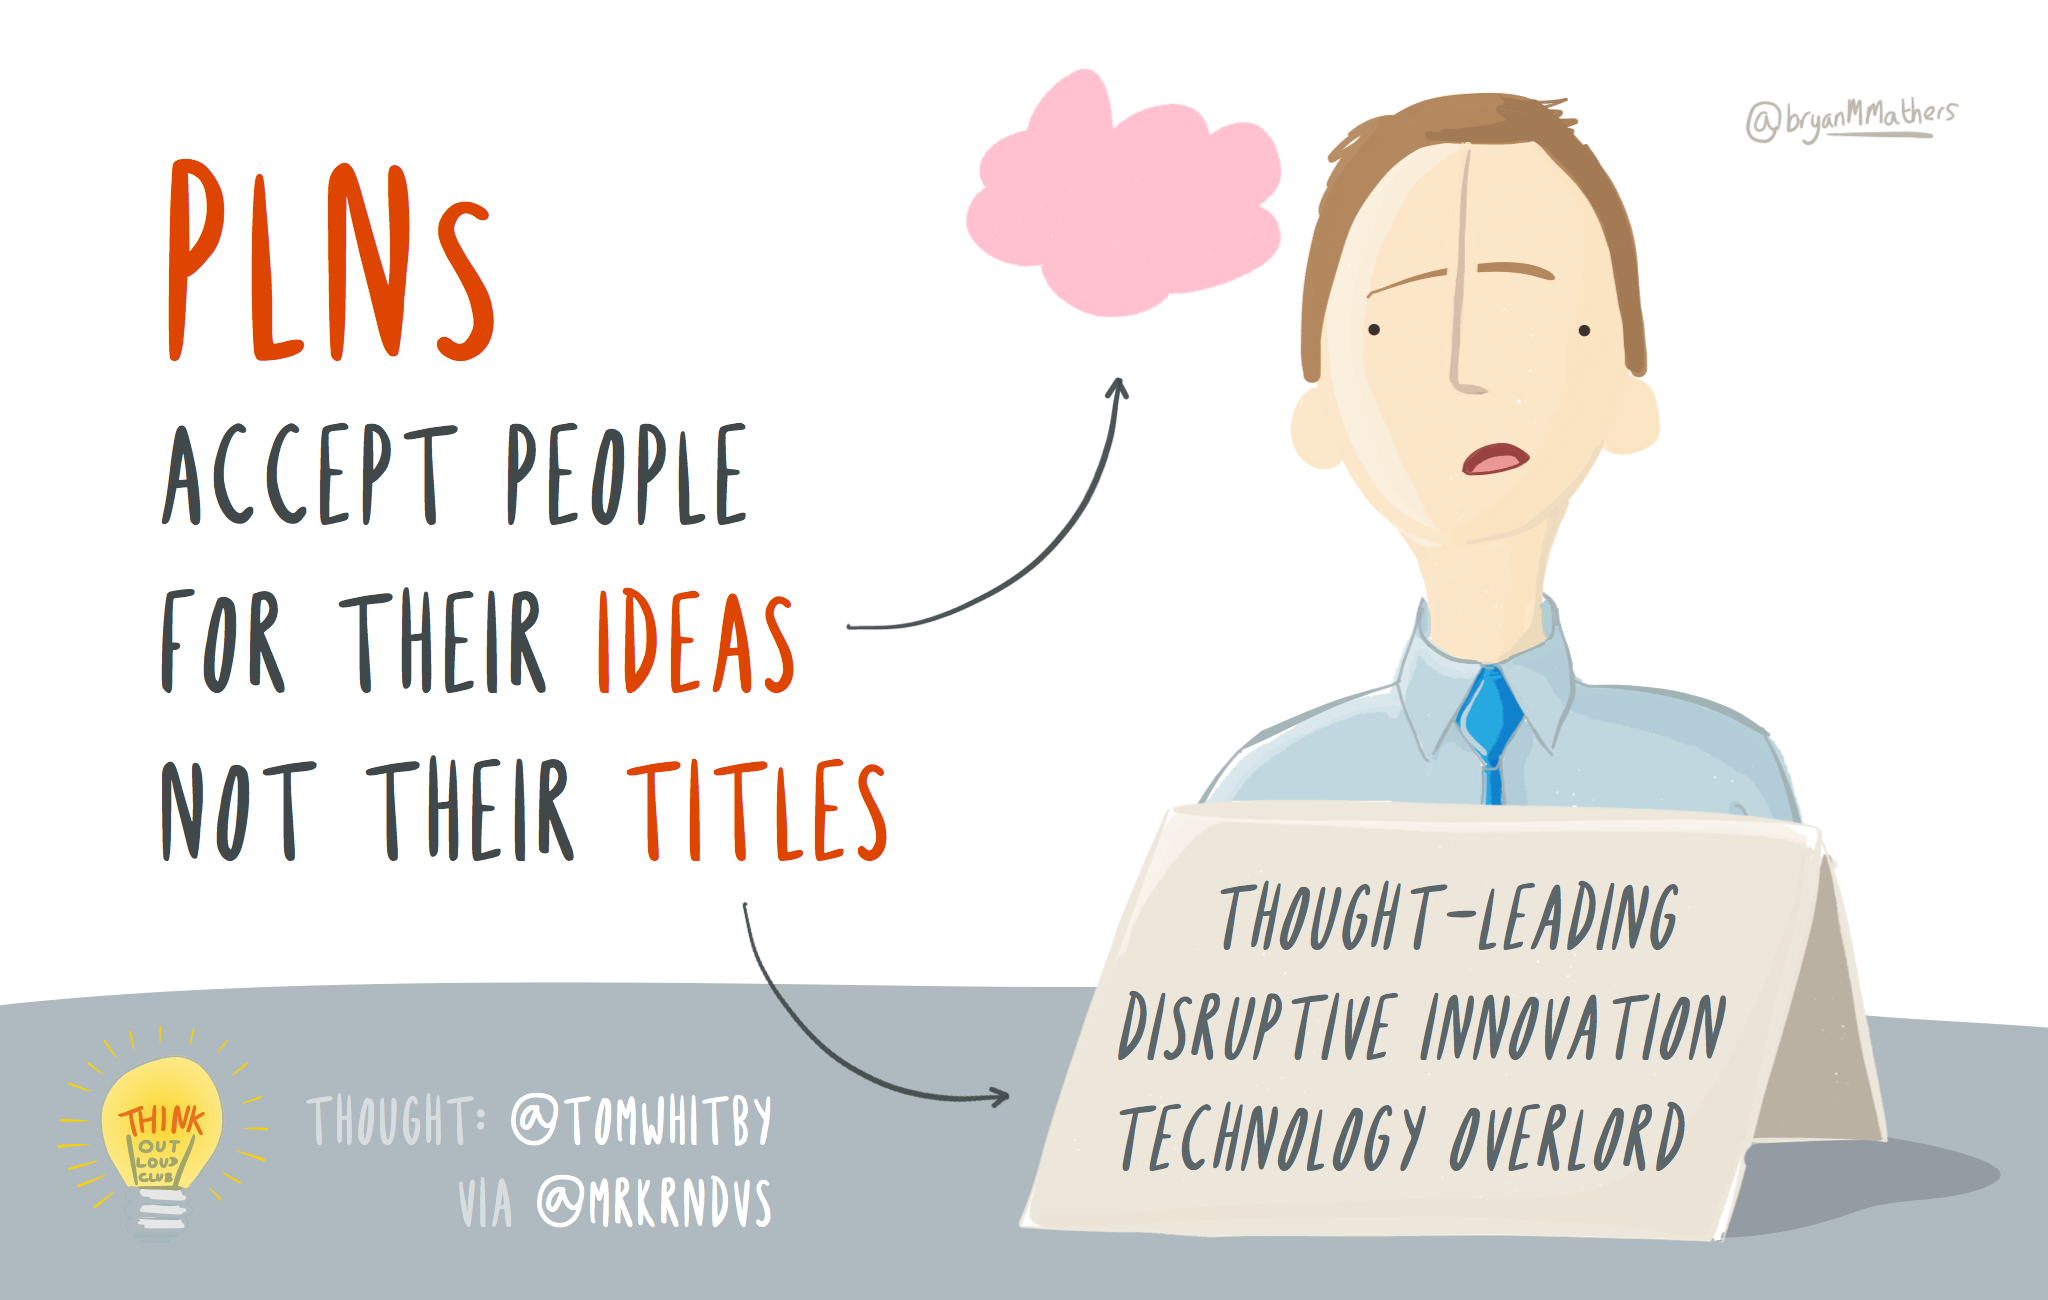 @bryanMMathers
PLNs
ACCEPT PEOPLE
FOR THEIR IDEAS
NOT THEIR TITLES
THOUGHT-LEADING
DISRUPTIVE INNOVATION
TECHNOLOGY OVERLORD
THINK
OUT
LOUD
CLUB
THOUGHT: @TOMWHITBY
VIA @MRKRNDVS